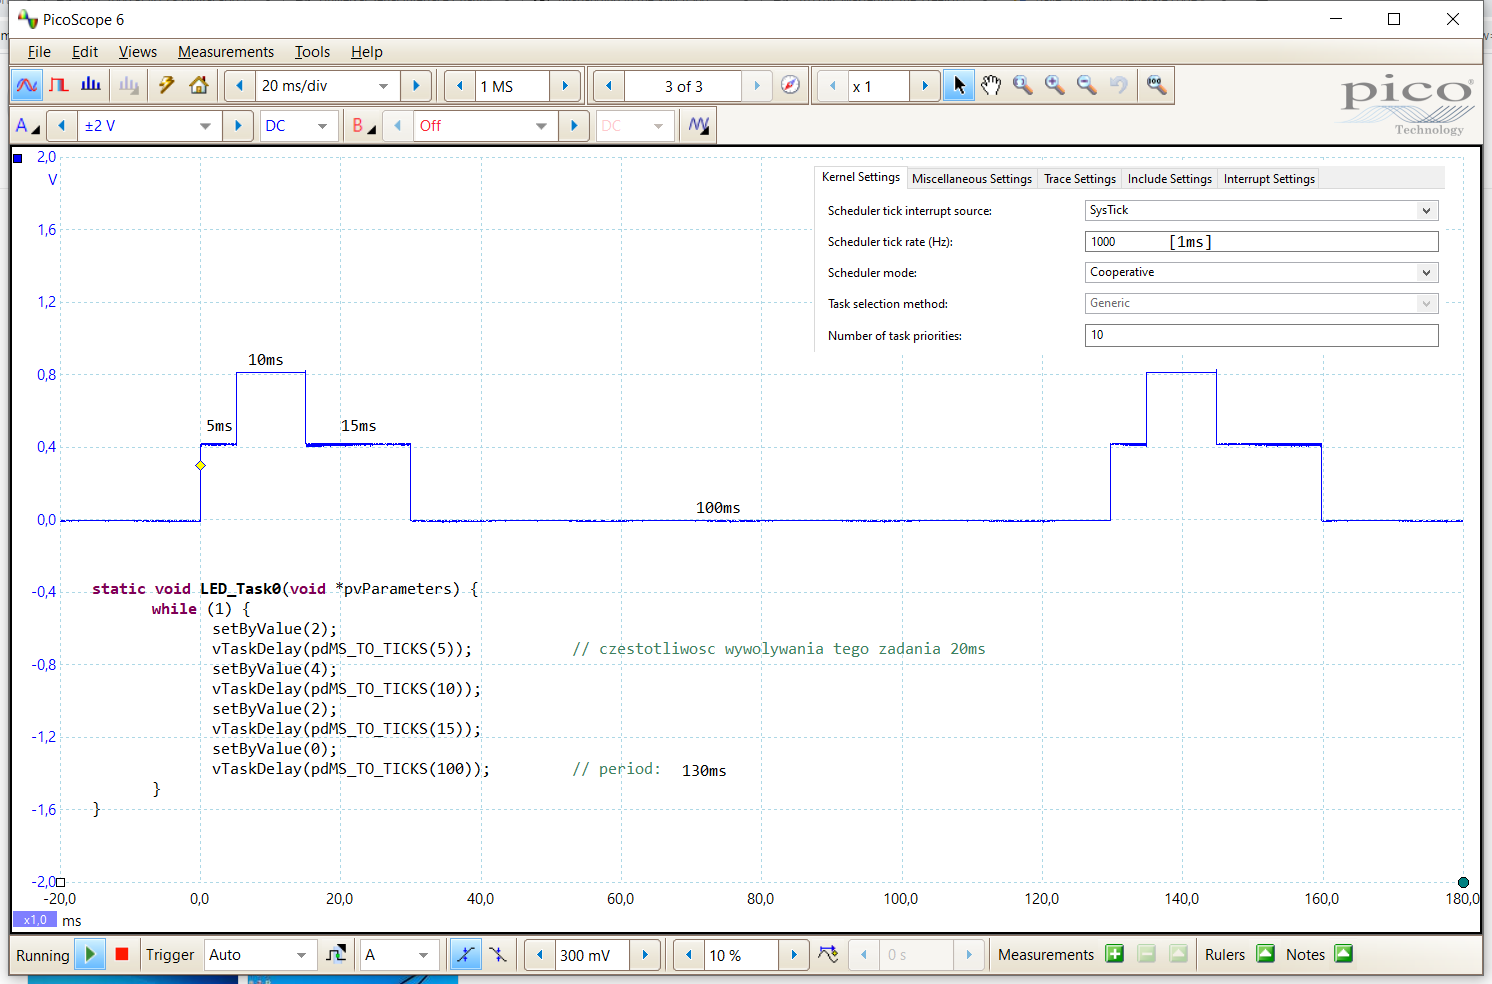 PicoScope 6
File Edit Views Measurements Tools Help
20 ms/div 1 MS 3 of 3 x 1
pico
Technology
A ±2 V DC B Off DC
2,0
V
1,6
1,2
0,8
0,4
0,0
-0,4
-0,8
-1,2
-1,6
-2,0
Kernel Settings Miscellaneous Settings Trace Settings Include Settings Interrupt Settings
Scheduler tick interrupt source: SysTick
Scheduler tick rate (Hz): 1000 [1ms]
Scheduler mode: Cooperative
Task selection method: Generic
Number of task priorities: 10
10ms
5ms 15ms
100ms
static void LED_Task0(void *pvParameters) {
while (1) {
setByValue(2);
vTaskDelay(pdMS_TO_TICKS(5)); // czestotliwosc wywolywania tego zadania 20ms
setByValue(4);
vTaskDelay(pdMS_TO_TICKS(10));
setByValue(2);
vTaskDelay(pdMS_TO_TICKS(15));
setByValue(0);
vTaskDelay(pdMS_TO_TICKS(100)); // period: 130ms
}
}
-20,0 0,0 20,0 40,0 60,0 80,0 100,0 120,0 140,0 160,0 180,0
x1,0 ms
Running Trigger Auto A 300 mV 10 % 0 s Measurements Rulers Notes